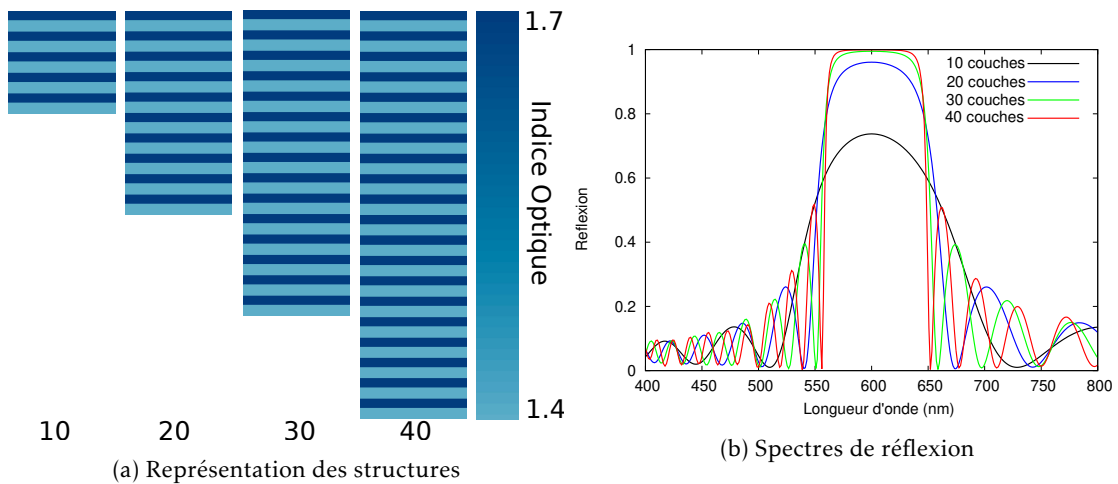 1.7
Indice Optique
1.4
10 20 30 40
(a) Représentation des structures
Reflexion
1
0.8
0.6
0.4
0.2
0
10 couches
20 couches
30 couches
40 couches
400 450 500 550 600 650 700 750 800
Longueur d'onde (nm)
(b) Spectres de réflexion